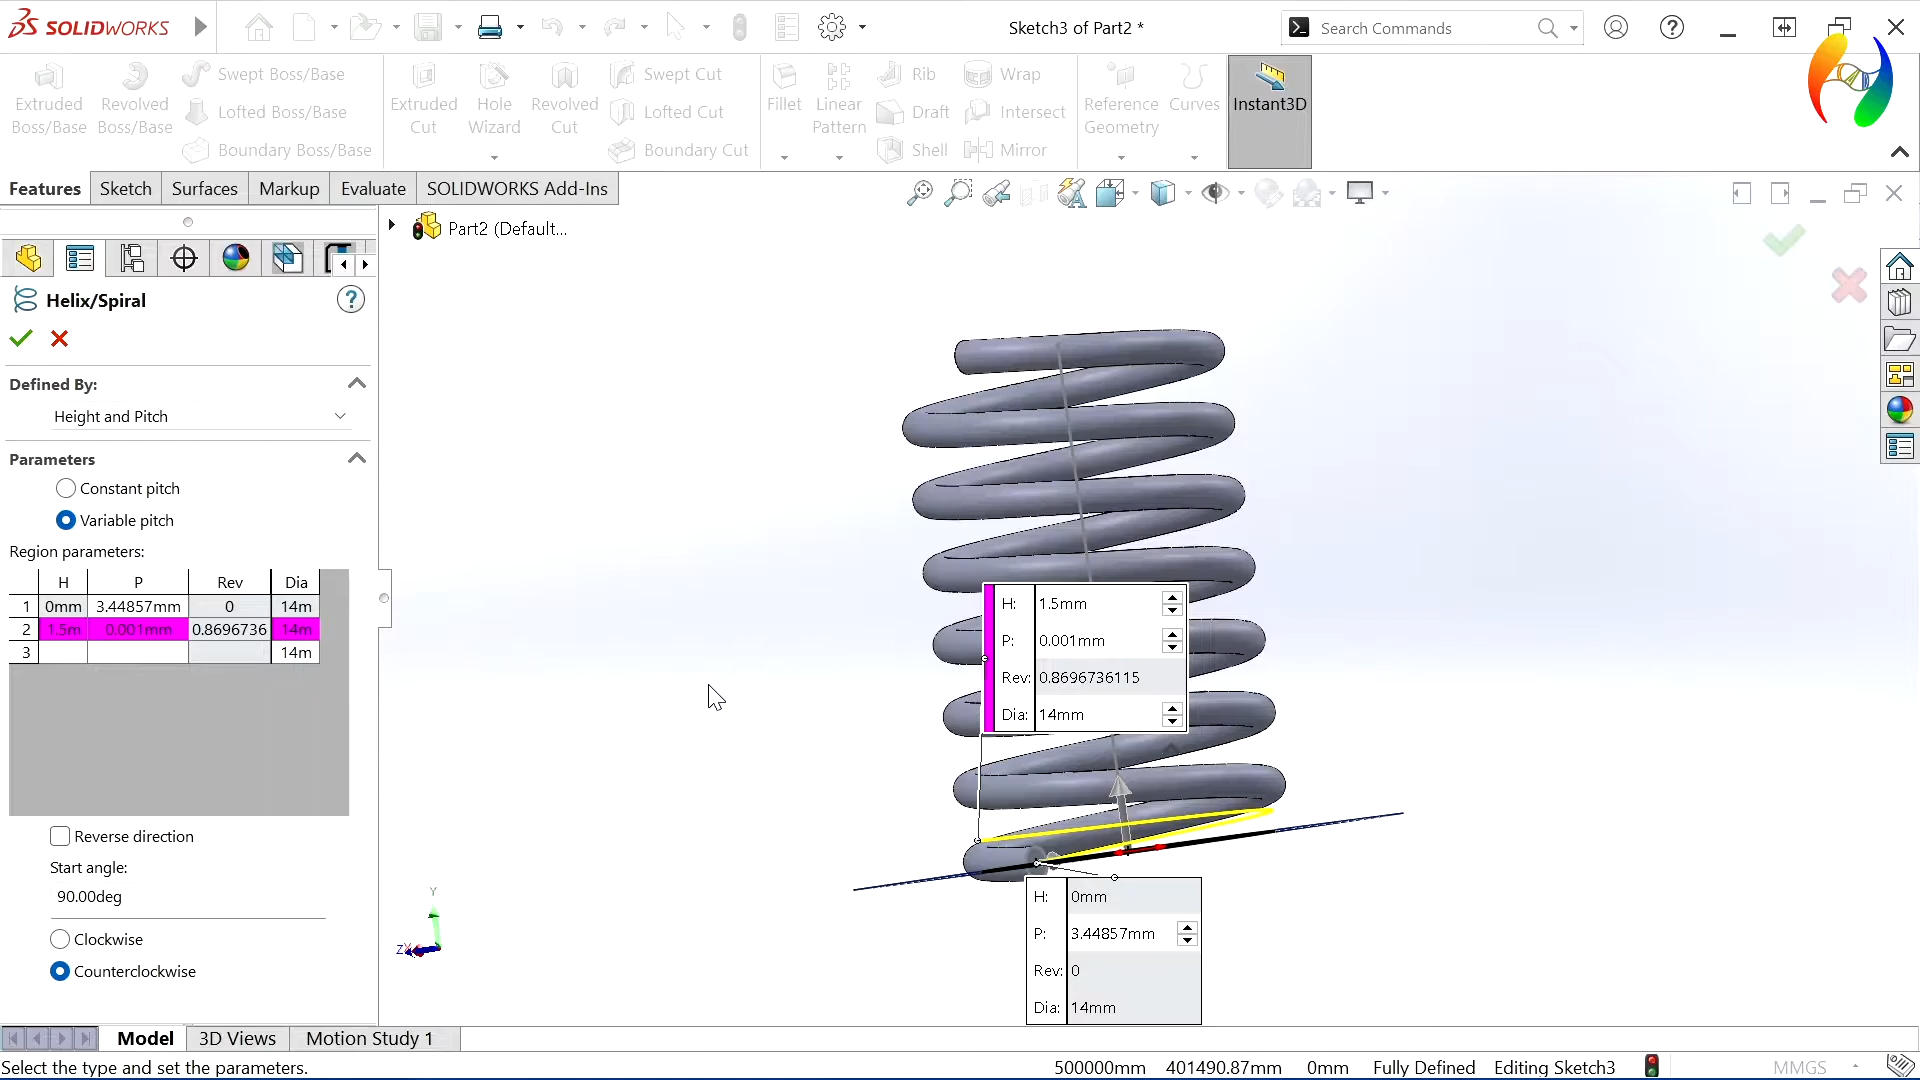 SOLIDWORKS
Sketch3 of Part2 *
Search Commands
Extruded Boss/Base
Revolved Boss/Base
Swept Boss/Base
Lofted Boss/Base
Boundary Boss/Base
Extruded Cut
Hole Wizard
Revolved Cut
Swept Cut
Lofted Cut
Boundary Cut
Fillet
Linear Pattern
Rib
Draft
Shell
Wrap
Intersect
Mirror
Reference Geometry
Curves
Instant3D
Features
Sketch
Surfaces
Markup
Evaluate
SOLIDWORKS Add-Ins
Part2 (Default...
Helix/Spiral
Defined By:
Height and Pitch
Parameters
Constant pitch
Variable pitch
Region parameters:
H P Rev Dia
1 0mm 3.44857mm 0 14m
2 1.5m 0.001mm 0.8696736 14m
3 14m
Reverse direction
Start angle:
90.00deg
Clockwise
Counterclockwise
H: 1.5mm
P: 0.001mm
Rev: 0.8696736115
Dia: 14mm
H: 0mm
P: 3.44857mm
Rev: 0
Dia: 14mm
Y
Z
Model
3D Views
Motion Study 1
Select the type and set the parameters.
500000mm 401490.87mm 0mm Fully Defined Editing Sketch3 MMGS